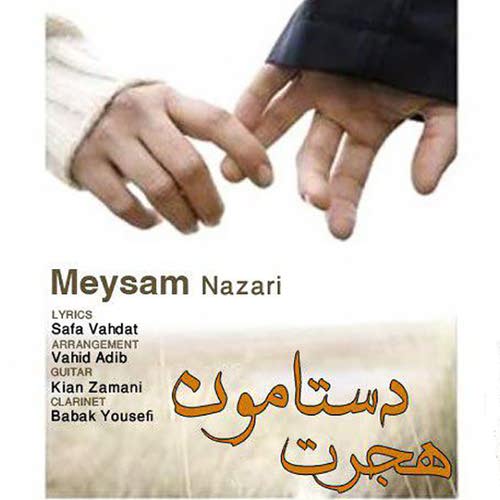 Meysam Nazari
LYRICS
Safa Vahdat
ARRANGEMENT
Vahid Adib
GUITAR
Kian Zamani
CLARINET
Babak Yousefi
دستامون
هجرت